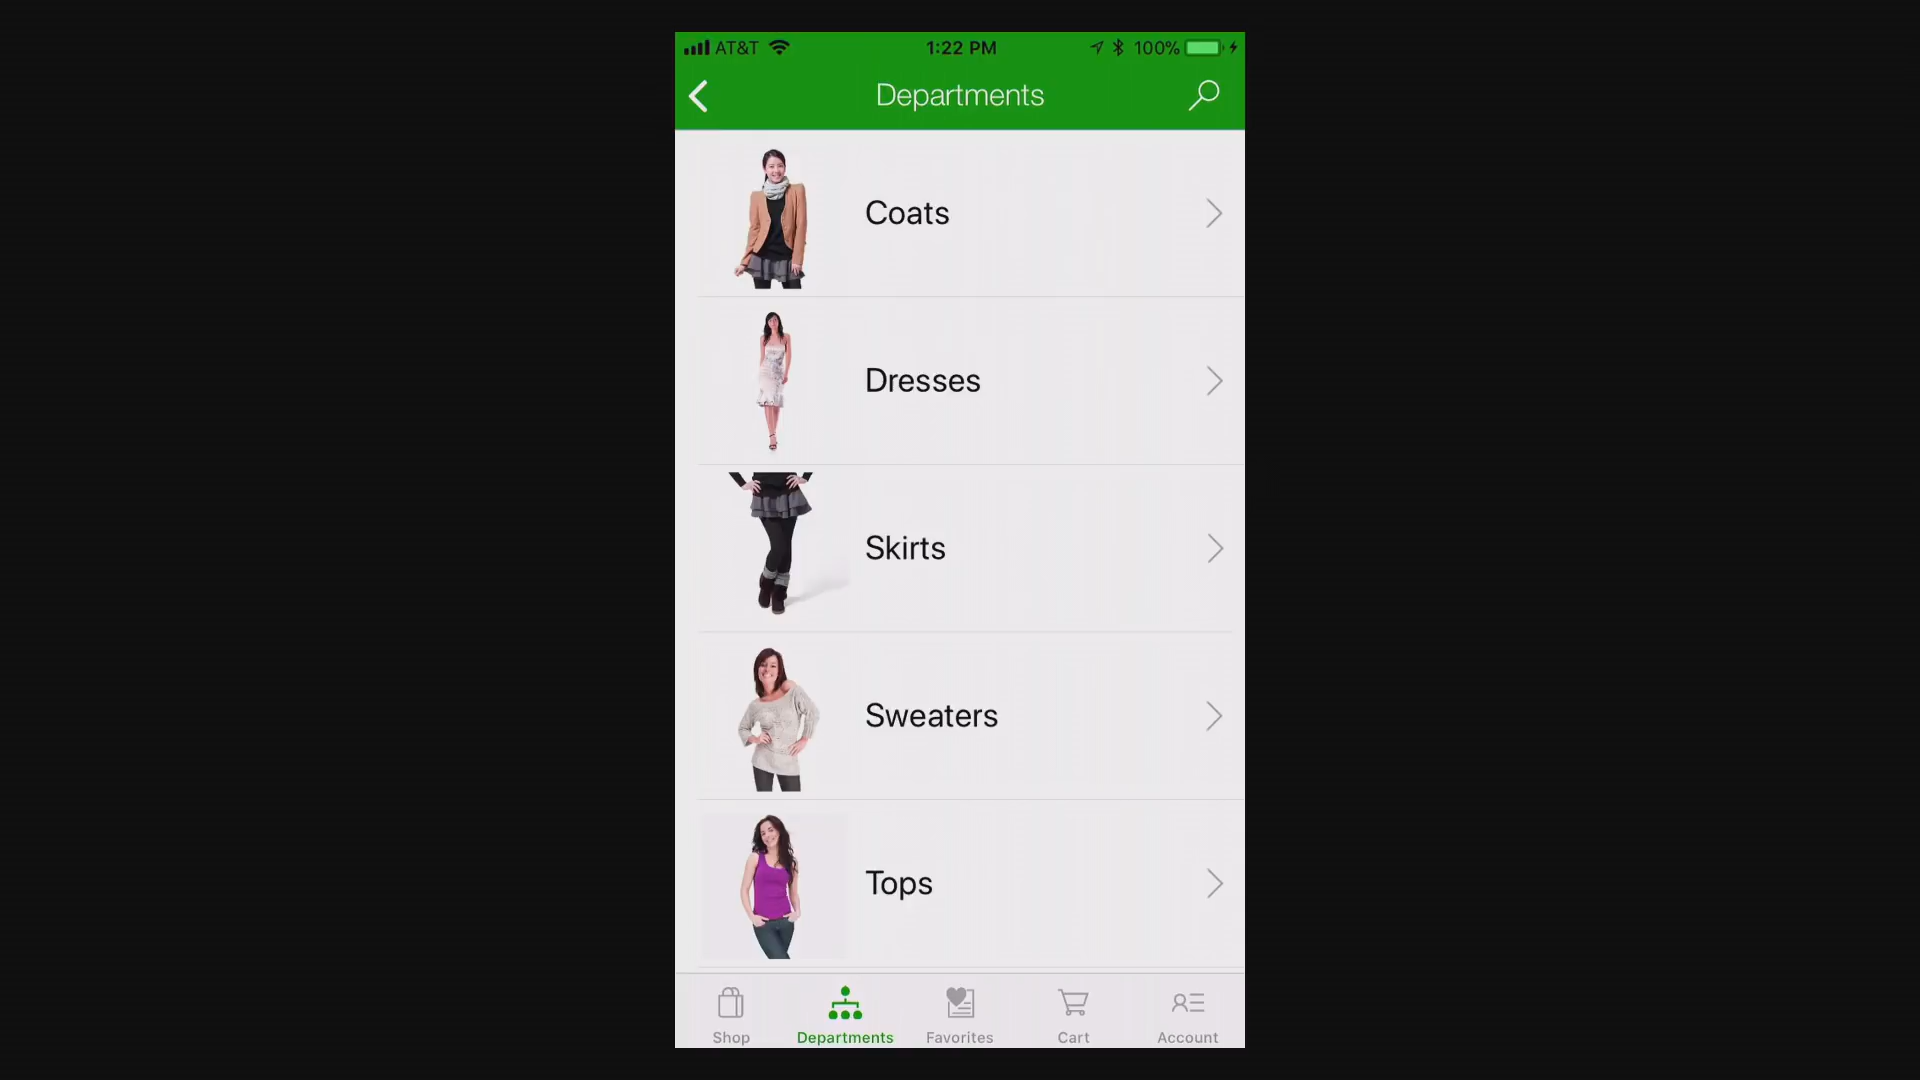 AT&T 1:22 PM 100%
Departments
Coats
Dresses
Skirts
Sweaters
Tops
Shop Departments Favorites Cart Account